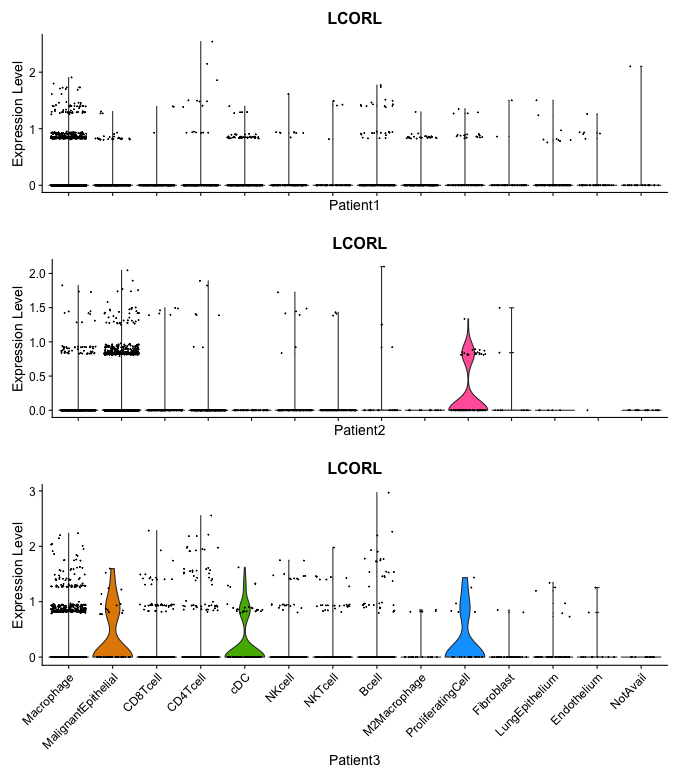 LCORL
Expression Level
2
1
0
Patient1
LCORL
Expression Level
2.0
1.5
1.0
0.5
0.0
Patient2
LCORL
Expression Level
3
2
1
0
Macrophage
MalignantEpithelial
CD8Tcell
CD4Tcell
cDC
NKcell
NKTcell
Bcell
M2Macrophage
ProliferatingCell
Fibroblast
LungEpithelium
Endothelium
NotAvail
Patient3